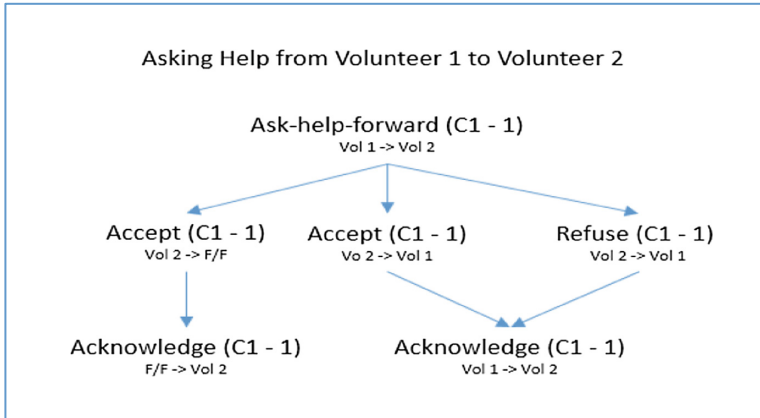 Asking Help from Volunteer 1 to Volunteer 2
Ask-help-forward (C1 - 1)
Vol 1 -> Vol 2
Accept (C1 - 1)
Vol 2 -> F/F
Accept (C1 - 1)
Vo 2 -> Vol 1
Refuse (C1 - 1)
Vol 2 -> Vol 1
Acknowledge (C1 - 1)
F/F -> Vol 2
Acknowledge (C1 - 1)
Vol 1 -> Vol 2